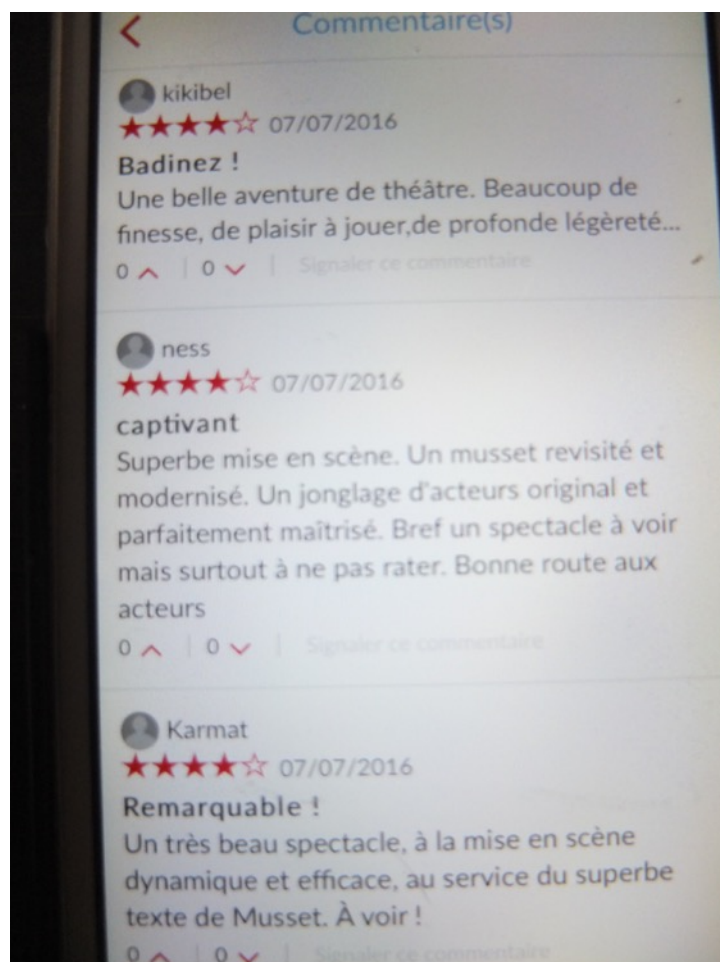 Commentaire(s)
kikibel
07/07/2016
Badinez !
Une belle aventure de théâtre. Beaucoup de
finesse, de plaisir à jouer,de profonde légèreté...
0 | 0 | Signaler ce commentaire
ness
07/07/2016
captivant
Superbe mise en scène. Un musset revisité et
modernisé. Un jonglage d'acteurs original et
parfaitement maîtrisé. Bref un spectacle à voir
mais surtout à ne pas rater. Bonne route aux
acteurs
0 | 0 | Signaler ce commentaire
Karmat
07/07/2016
Remarquable !
Un très beau spectacle, à la mise en scène
dynamique et efficace, au service du superbe
texte de Musset. À voir !
0 | 0 | Signaler ce commentaire